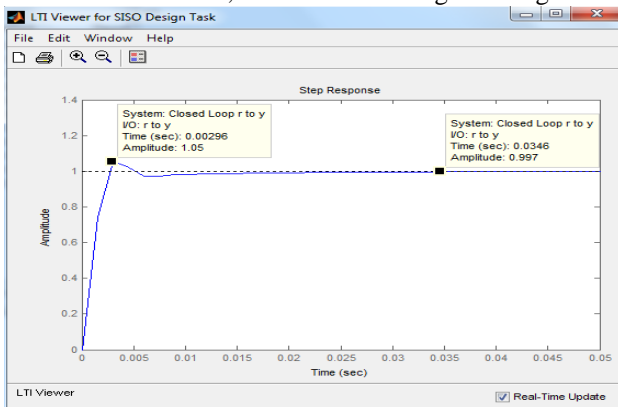 LTI Viewer for SISO Design Task
File Edit Window Help
Step Response
1.4
1.2
1
0.8
0.6
0.4
0.2
0
Amplitude
System: Closed Loop r to y
I/O: r to y
Time (sec): 0.00296
Amplitude: 1.05
System: Closed Loop r to y
I/O: r to y
Time (sec): 0.0346
Amplitude: 0.997
0 0.005 0.01 0.015 0.02 0.025 0.03 0.035 0.04 0.045 0.05
Time (sec)
LTI Viewer
Real-Time Update